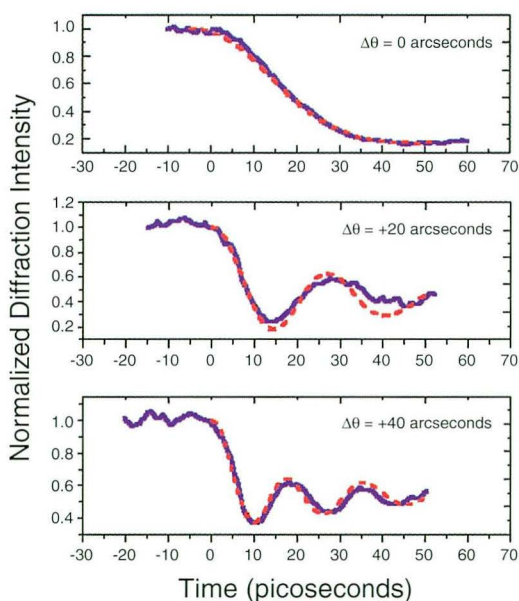 Normalized Diffraction Intensity
Δθ = 0 arcseconds
1.0
0.8
0.6
0.4
0.2
-30 -20 -10 0 10 20 30 40 50 60 70
Δθ = +20 arcseconds
1.2
1.0
0.8
0.6
0.4
0.2
-30 -20 -10 0 10 20 30 40 50 60 70
Δθ = +40 arcseconds
1.0
0.8
0.6
0.4
-30 -20 -10 0 10 20 30 40 50 60 70
Time (picoseconds)